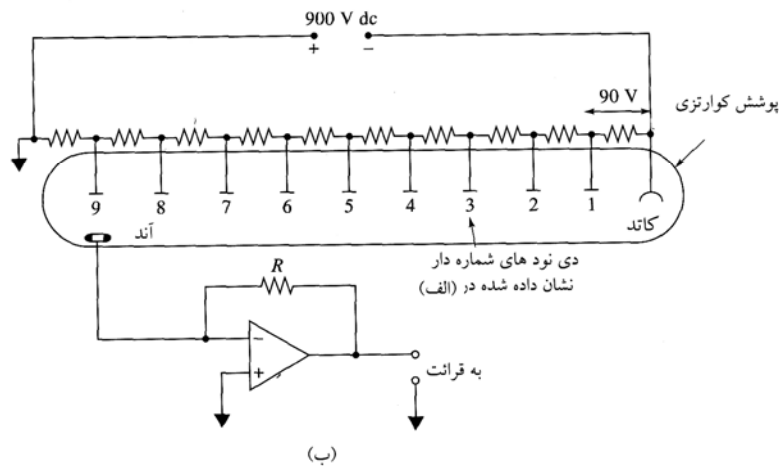 900 V dc
+ −
90 V
پوشش کوارتزی
9 8 7 6 5 4 3 2 1
کاتد
آند
دی نود های شماره دار
نشان داده شده در (الف)
R
−
+
به قرائت
(ب)